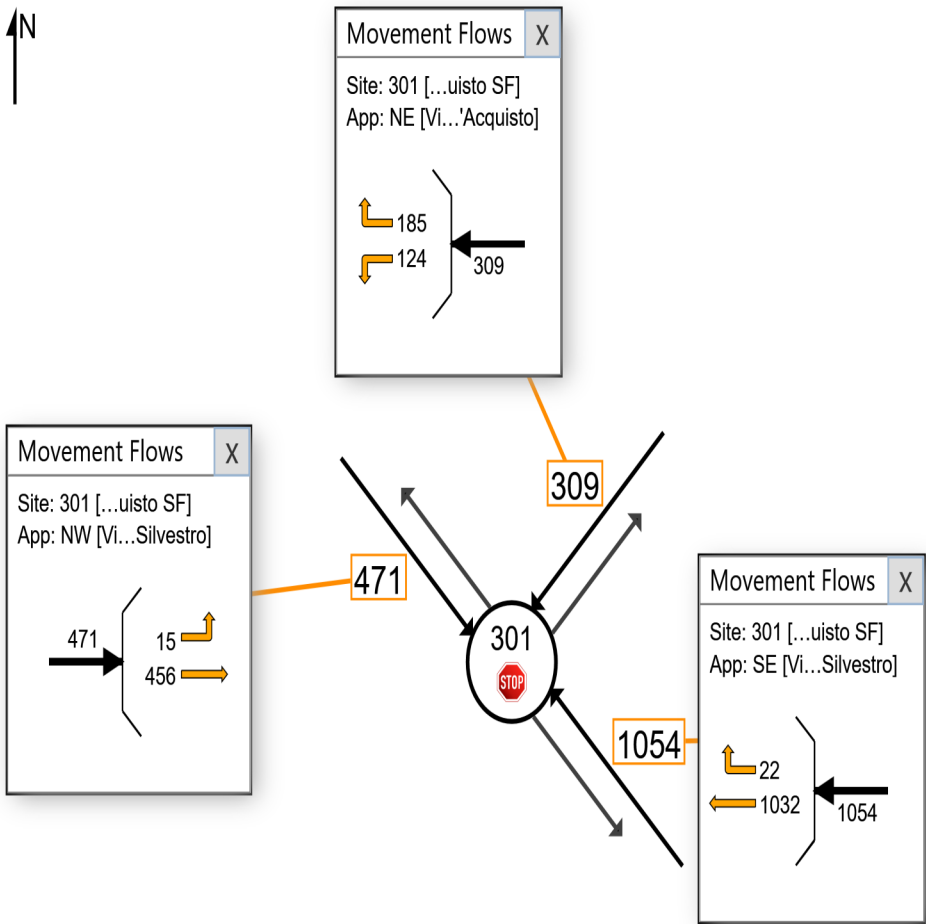 N
Movement Flows X
Site: 301 [...uisto SF]
App: NE [Vi...'Acquisto]
185
124
309
309
Movement Flows X
Site: 301 [...uisto SF]
App: NW [Vi...Silvestro]
471
15
456
471
301
STOP
1054
Movement Flows X
Site: 301 [...uisto SF]
App: SE [Vi...Silvestro]
22
1032
1054